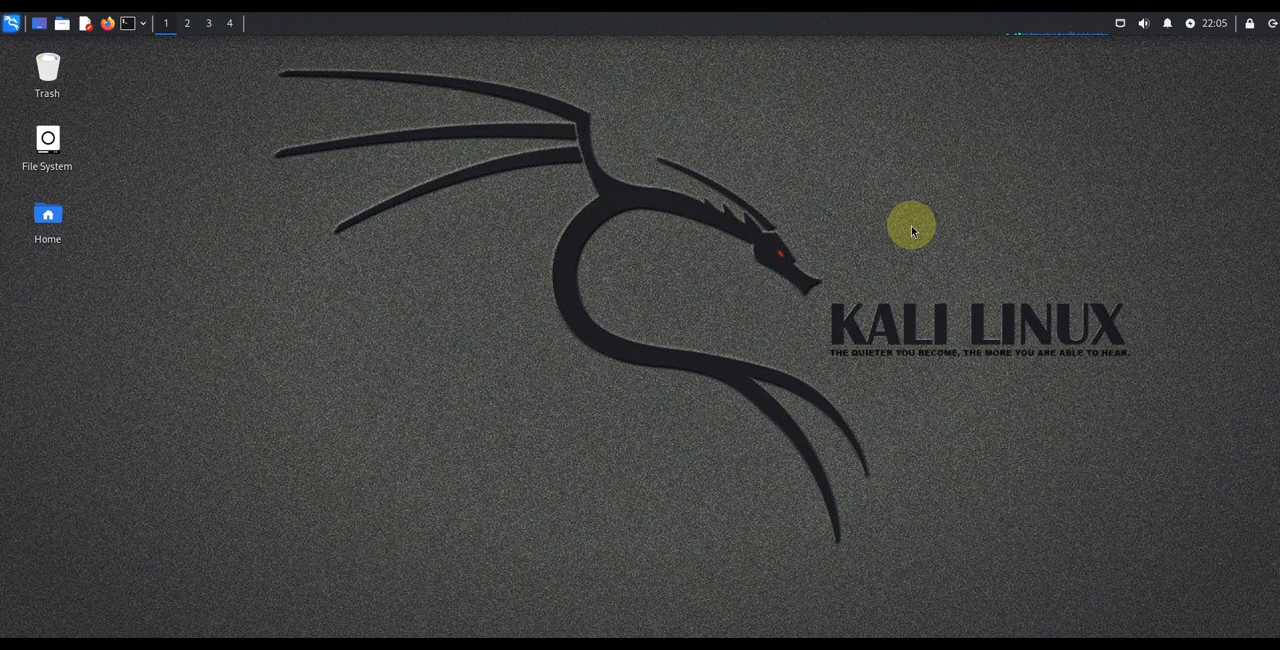 1 2 3 4
22:05
Trash
File System
Home
KALI LINUX
THE QUIETER YOU BECOME, THE MORE YOU ARE ABLE TO HEAR.